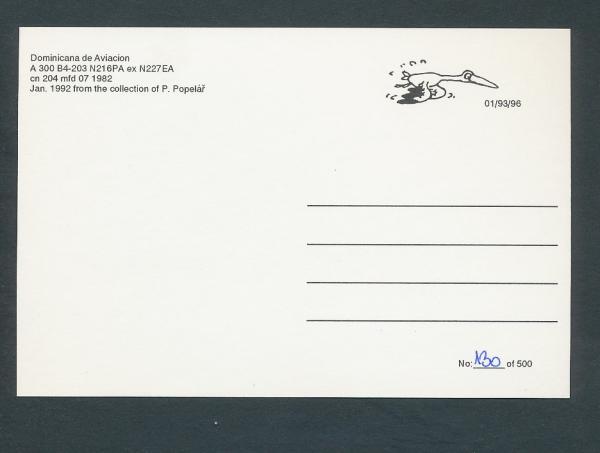 Dominicana de Aviacion
A 300 B4-203 N216PA ex N227EA
cn 204 mfd 07 1982
Jan. 1992 from the collection of P. Popelář
01/93/96
No: 130 of 500